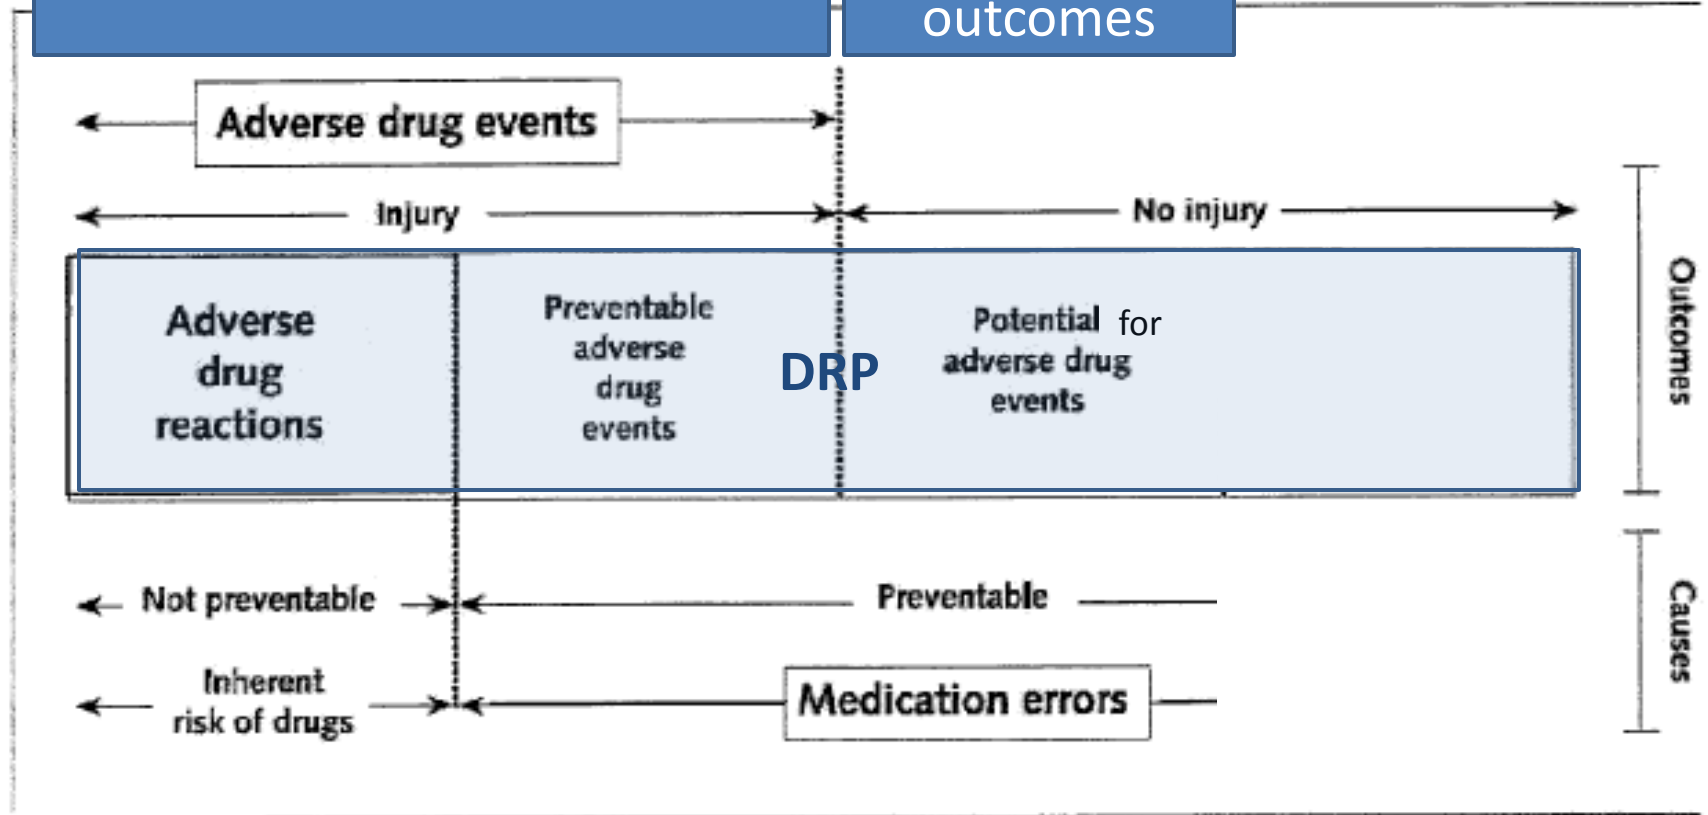 outcomes
Adverse drug events
Injury
No injury
Adverse
drug
reactions
Preventable
adverse
drug
events
DRP
Potential for
adverse drug
events
Outcomes
Not preventable
Preventable
Inherent
risk of drugs
Medication errors
Causes